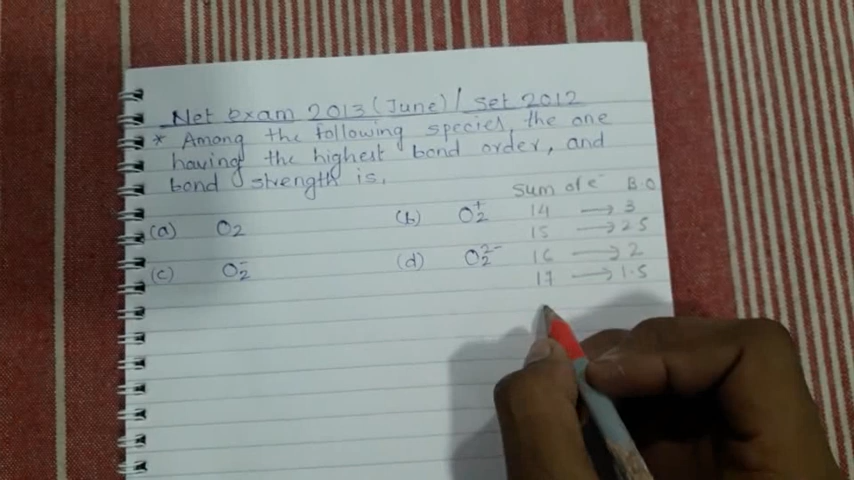 Net exam 2013 (June) / Set 2012
* Among the following species, the one
having the highest bond order, and
bond strength is,
Sum of e⁻ B.O
(a) O₂ (b) O₂⁺ 14 → 3
15 → 2.5
(c) O₂⁻ (d) O₂²⁻ 16 → 2
17 → 1.5